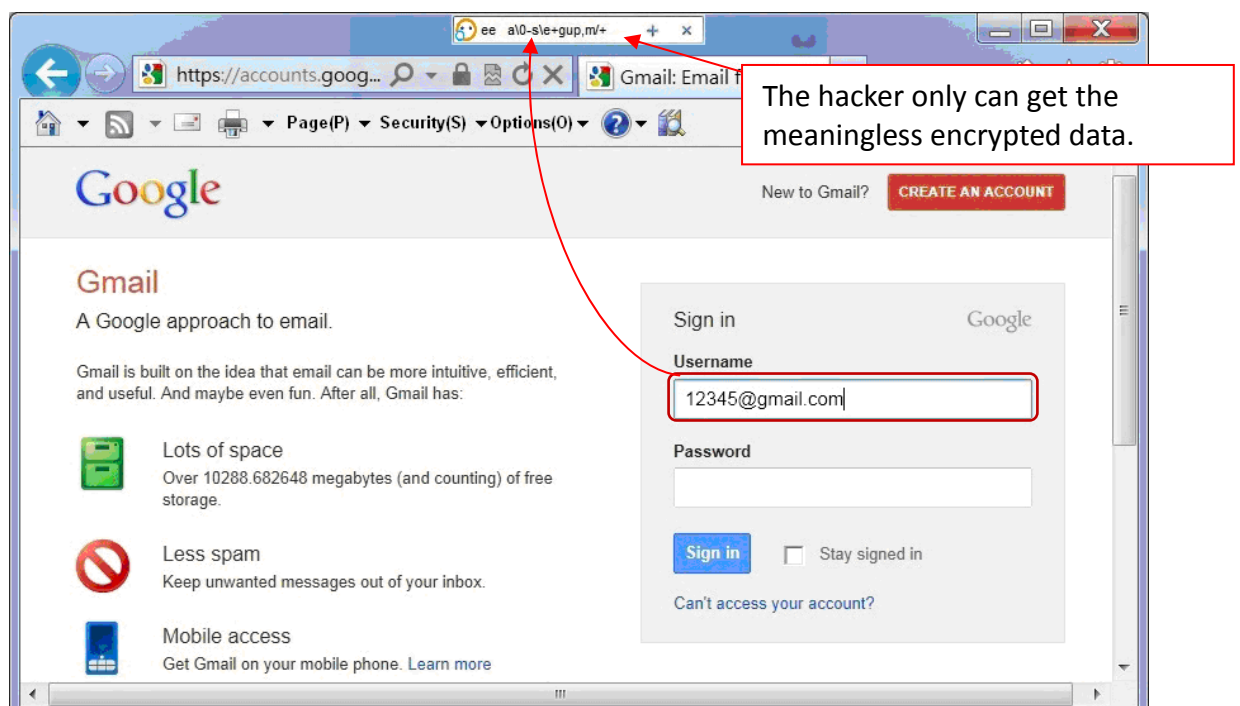 ee a\0-s\e+gup,m/+ + ×
https://accounts.goog...
Gmail: Email f
The hacker only can get the
meaningless encrypted data.
Page(P) Security(S) Options(O)
Google
New to Gmail? CREATE AN ACCOUNT
Gmail
A Google approach to email.
Gmail is built on the idea that email can be more intuitive, efficient,
and useful. And maybe even fun. After all, Gmail has:
Lots of space
Over 10288.682648 megabytes (and counting) of free
storage.
Less spam
Keep unwanted messages out of your inbox.
Mobile access
Get Gmail on your mobile phone. Learn more
Sign in Google
Username
12345@gmail.com
Password
Sign in Stay signed in
Can't access your account?